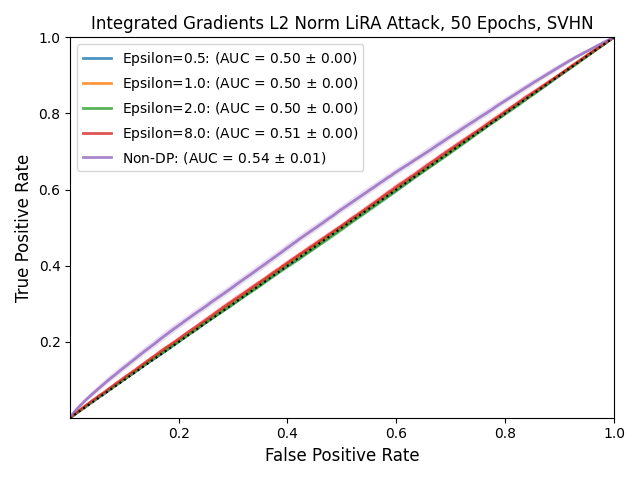 Integrated Gradients L2 Norm LiRA Attack, 50 Epochs, SVHN
1.0
0.8
0.6
0.4
0.2
True Positive Rate
Epsilon=0.5: (AUC = 0.50 ± 0.00)
Epsilon=1.0: (AUC = 0.50 ± 0.00)
Epsilon=2.0: (AUC = 0.50 ± 0.00)
Epsilon=8.0: (AUC = 0.51 ± 0.00)
Non-DP: (AUC = 0.54 ± 0.01)
0.2 0.4 0.6 0.8 1.0
False Positive Rate